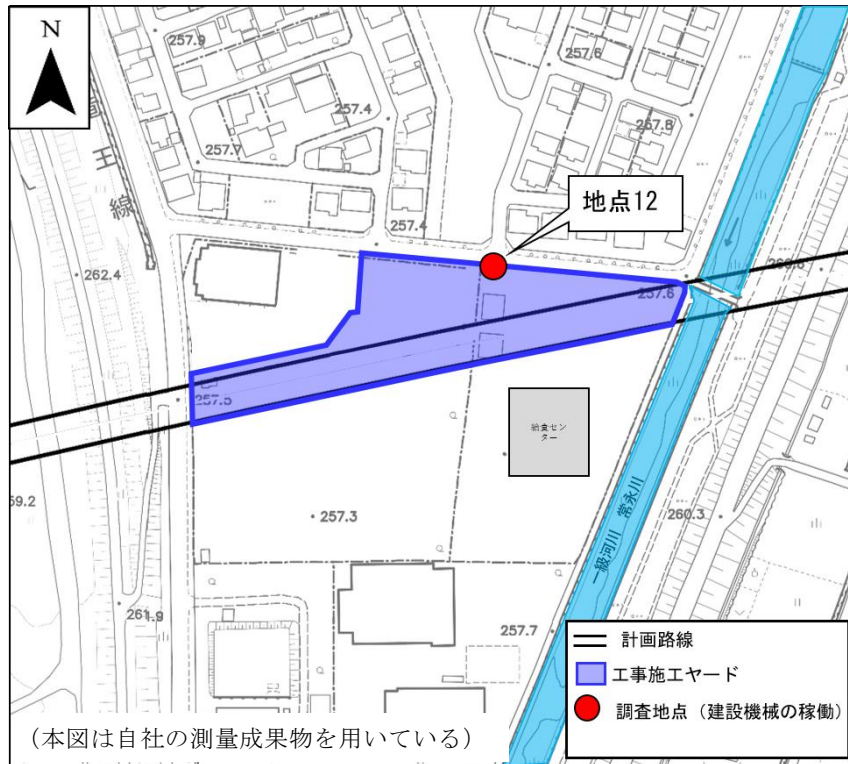 N
257.9
257.6
257.4
257.8
257.7
竜王線
地点12
257.4
262.4
257.6
257.5
給食センター
257.3
260.3
一級河川 常永川
261.9
257.7
計画路線
工事施工ヤード
調査地点(建設機械の稼働)
(本図は自社の測量成果物を用いている)